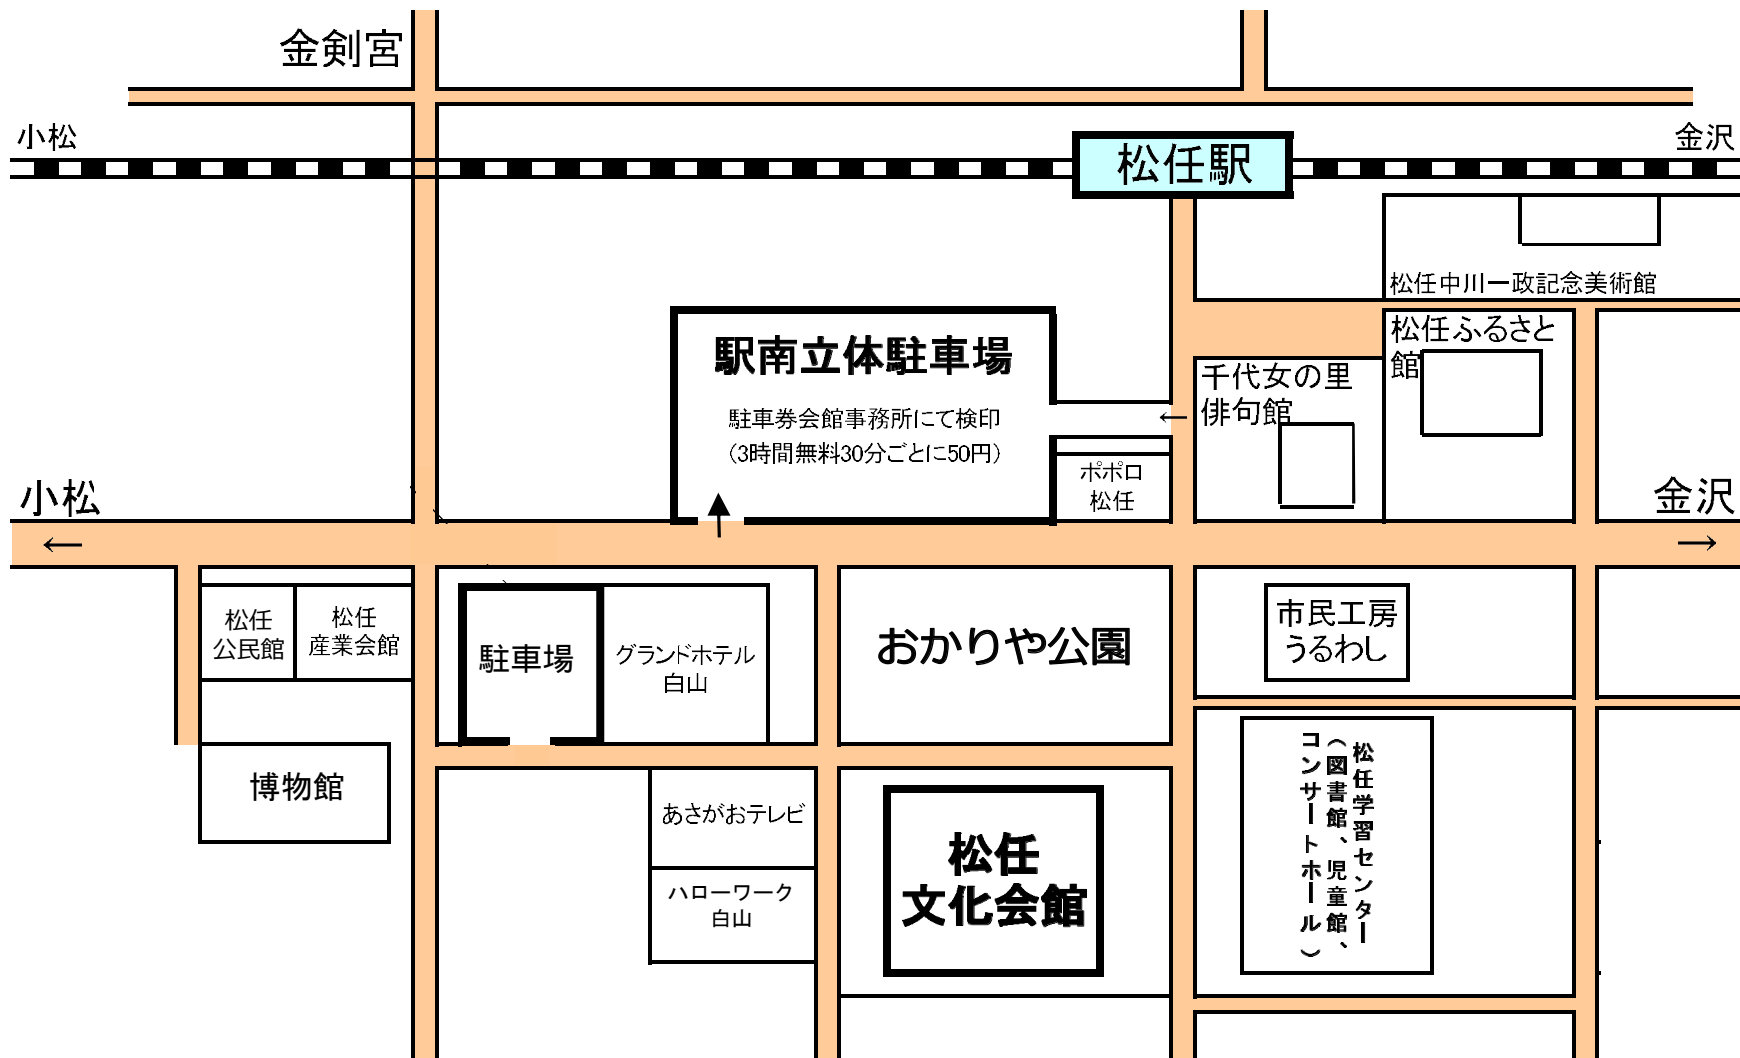 金剣宮
小松
金沢
松任駅
松任中川一政記念美術館
松任ふるさと
館
駅南立体駐車場
駐車券会館事務所にて検印
（3時間無料30分ごとに50円）
←
千代女の里
俳句館
ポポロ
松任
小松
←
金沢
→
松任
公民館
松任
産業会館
駐車場
グランドホテル
白山
おかりや公園
市民工房
うるわし
博物館
あさがおテレビ
ハローワーク
白山
松任
文化会館
松任学習センター
（図書館、児童館、
コンサートホール）